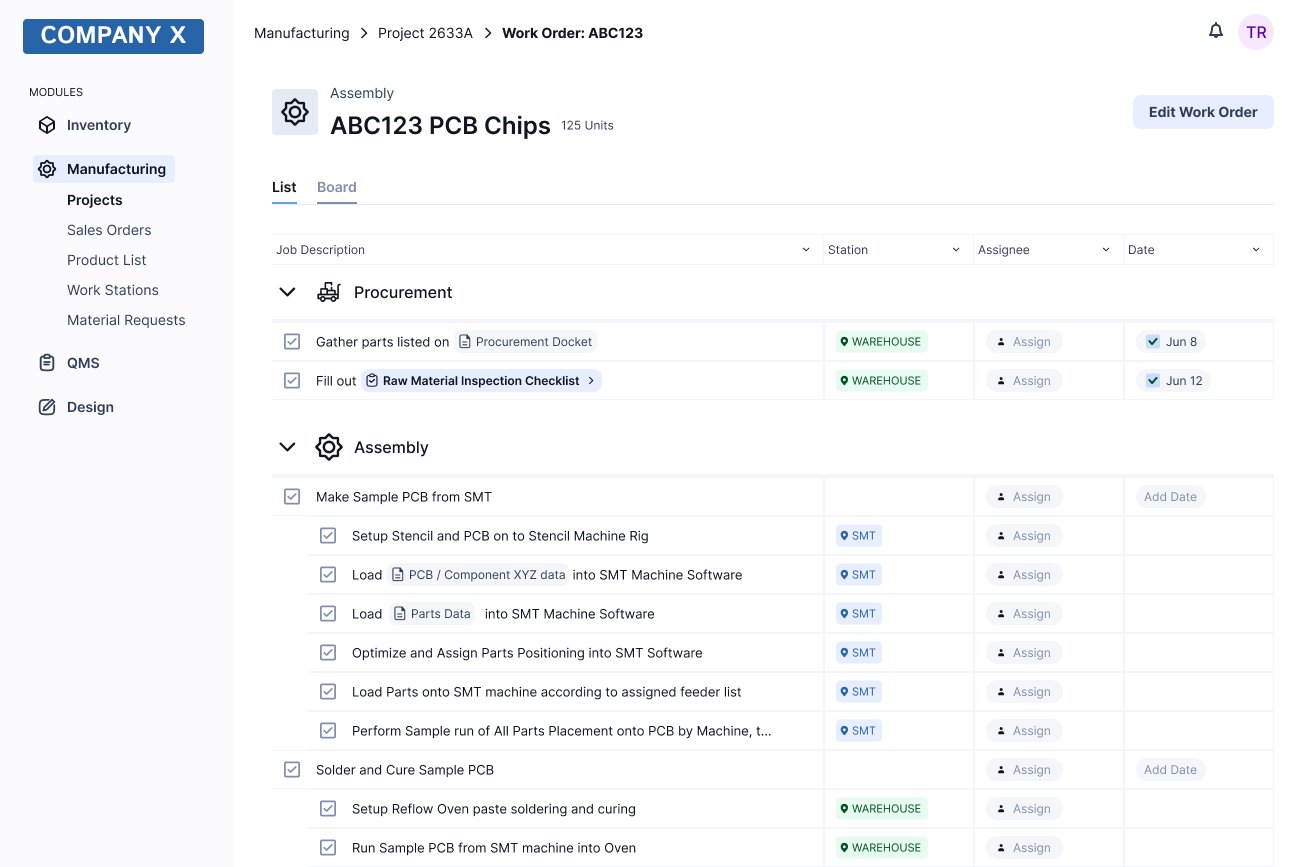 COMPANY X
Manufacturing > Project 2633A > Work Order: ABC123
TR
MODULES
Inventory
Manufacturing
Projects
Sales Orders
Product List
Work Stations
Material Requests
QMS
Design
Assembly
ABC123 PCB Chips 125 Units
Edit Work Order
List Board
Job Description Station Assignee Date
Procurement
Gather parts listed on Procurement Docket WAREHOUSE Assign Jun 8
Fill out Raw Material Inspection Checklist > WAREHOUSE Assign Jun 12
Assembly
Make Sample PCB from SMT Assign Add Date
Setup Stencil and PCB on to Stencil Machine Rig SMT Assign
Load PCB / Component XYZ data into SMT Machine Software SMT Assign
Load Parts Data into SMT Machine Software SMT Assign
Optimize and Assign Parts Positioning into SMT Software SMT Assign
Load Parts onto SMT machine according to assigned feeder list SMT Assign
Perform Sample run of All Parts Placement onto PCB by Machine, t... SMT Assign
Solder and Cure Sample PCB Assign Add Date
Setup Reflow Oven paste soldering and curing WAREHOUSE Assign
Run Sample PCB from SMT machine into Oven WAREHOUSE Assign